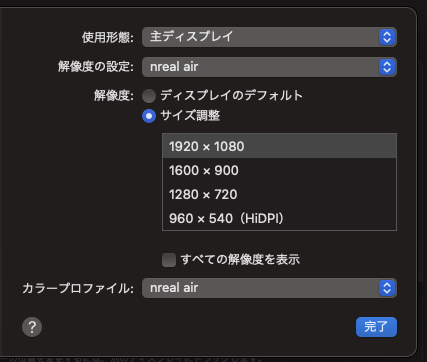 使用形態: 主ディスプレイ
解像度の設定: nreal air
解像度: ディスプレイのデフォルト
サイズ調整
1920 × 1080
1600 × 900
1280 × 720
960 × 540（HiDPI）
すべての解像度を表示
カラープロファイル: nreal air
? 完了